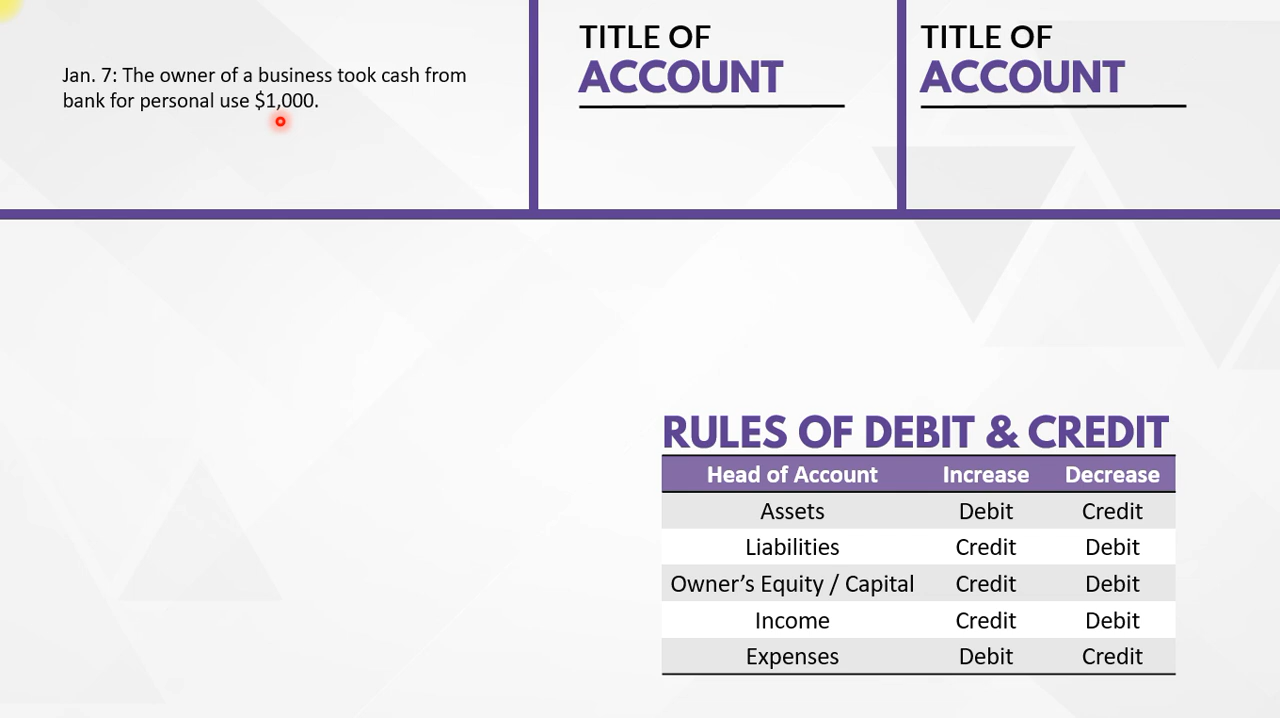 Jan. 7: The owner of a business took cash from
bank for personal use $1,000.
TITLE OF
ACCOUNT
TITLE OF
ACCOUNT
RULES OF DEBIT & CREDIT
Head of Account Increase Decrease
Assets Debit Credit
Liabilities Credit Debit
Owner’s Equity / Capital Credit Debit
Income Credit Debit
Expenses Debit Credit